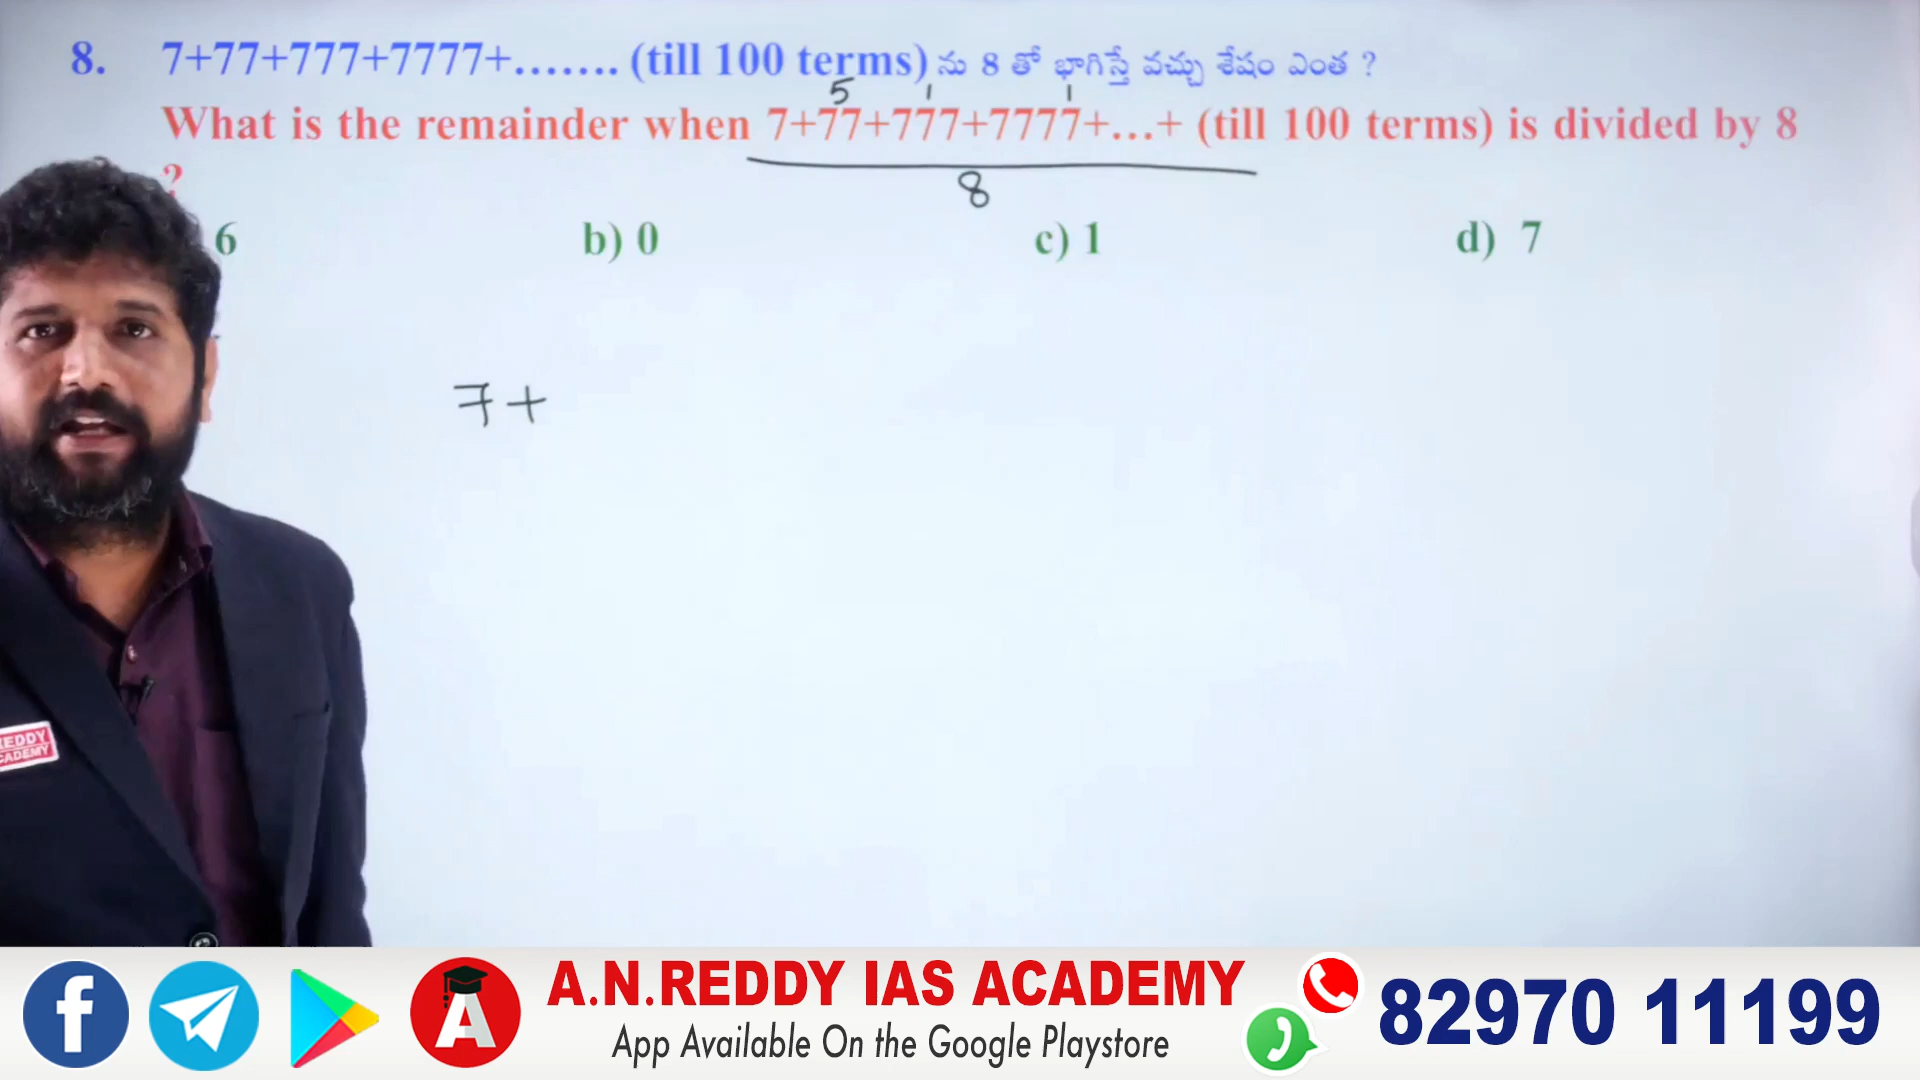 8. 7+77+777+7777+....... (till 100 terms) ను 8 తో భాగిస్తే వచ్చు శేషం ఎంత ?
5 1 1
What is the remainder when 7+77+777+7777+...+ (till 100 terms) is divided by 8
?
8
6 b) 0 c) 1 d) 7
7+
REDDY
CADEMY
A.N.REDDY IAS ACADEMY
App Available On the Google Playstore
82970 11199